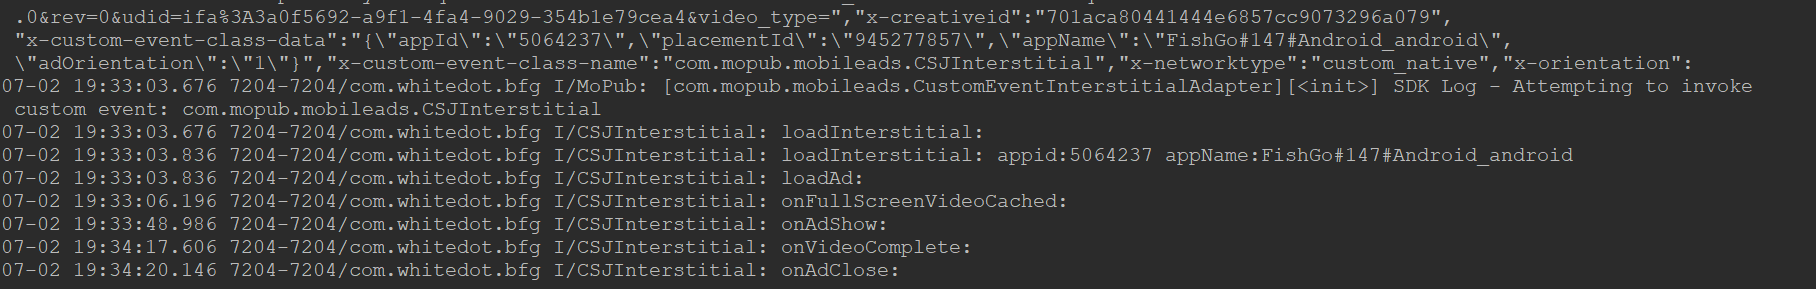 .0&rev=0&udid=ifa%3A3a0f5692-a9f1-4fa4-9029-354b1e79cea4&video_type=","x-creativeid":"701aca80441444e6857cc9073296a079",
"x-custom-event-class-data":"{\"appId\":\"5064237\",\"placementId\":\"945277857\",\"appName\":\"FishGo#147#Android_android\",
\"adOrientation\":\"1\"}","x-custom-event-class-name":"com.mopub.mobileads.CSJInterstitial","x-networktype":"custom_native","x-orientation":
07-02 19:33:03.676 7204-7204/com.whitedot.bfg I/MoPub: [com.mopub.mobileads.CustomEventInterstitialAdapter][<init>] SDK Log - Attempting to invoke
custom event: com.mopub.mobileads.CSJInterstitial
07-02 19:33:03.676 7204-7204/com.whitedot.bfg I/CSJInterstitial: loadInterstitial:
07-02 19:33:03.836 7204-7204/com.whitedot.bfg I/CSJInterstitial: loadInterstitial: appid:5064237 appName:FishGo#147#Android_android
07-02 19:33:03.836 7204-7204/com.whitedot.bfg I/CSJInterstitial: loadAd:
07-02 19:33:06.196 7204-7204/com.whitedot.bfg I/CSJInterstitial: onFullScreenVideoCached:
07-02 19:33:48.986 7204-7204/com.whitedot.bfg I/CSJInterstitial: onAdShow:
07-02 19:34:17.606 7204-7204/com.whitedot.bfg I/CSJInterstitial: onVideoComplete:
07-02 19:34:20.146 7204-7204/com.whitedot.bfg I/CSJInterstitial: onAdClose: